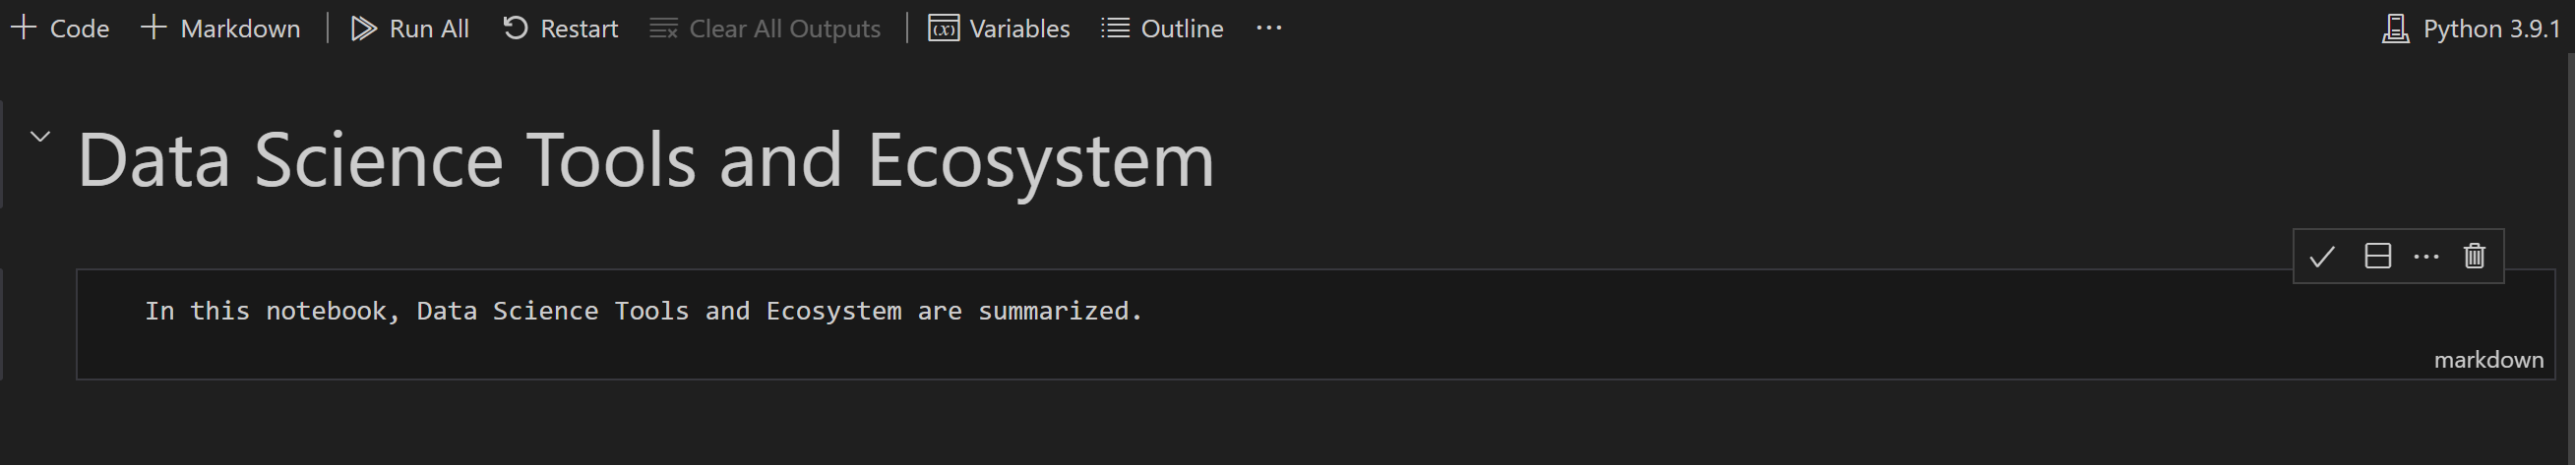 Code Markdown Run All Restart Clear All Outputs Variables Outline ... Python 3.9.1
Data Science Tools and Ecosystem
In this notebook, Data Science Tools and Ecosystem are summarized.
markdown